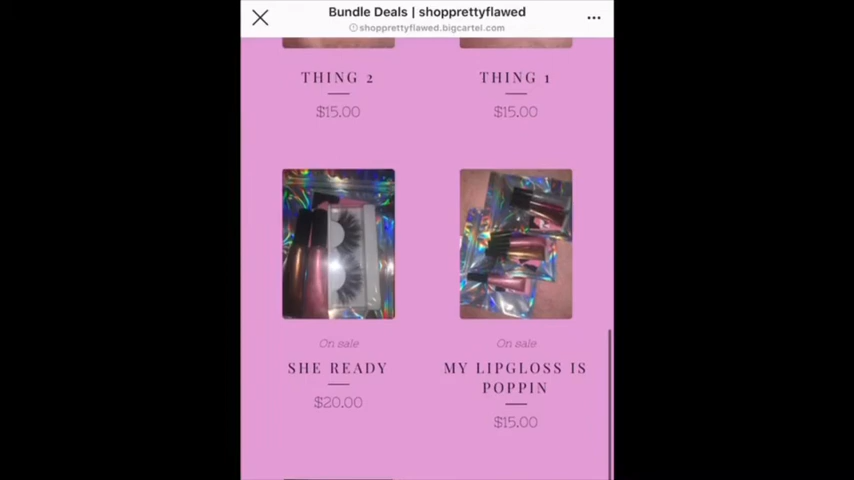 Bundle Deals | shopprettyflawed
shopprettyflawed.bigcartel.com
THING 2
THING 1
$15.00
$15.00
On sale
On sale
SHE READY
MY LIPGLOSS IS
POPPIN
$20.00
$15.00